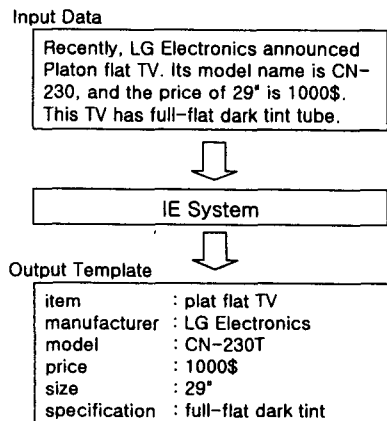 Input Data
Recently, LG Electronics announced
Platon flat TV. Its model name is CN-
230, and the price of 29" is 1000$.
This TV has full-flat dark tint tube.
IE System
Output Template
item : plat flat TV
manufacturer : LG Electronics
model : CN-230T
price : 1000$
size : 29"
specification : full-flat dark tint